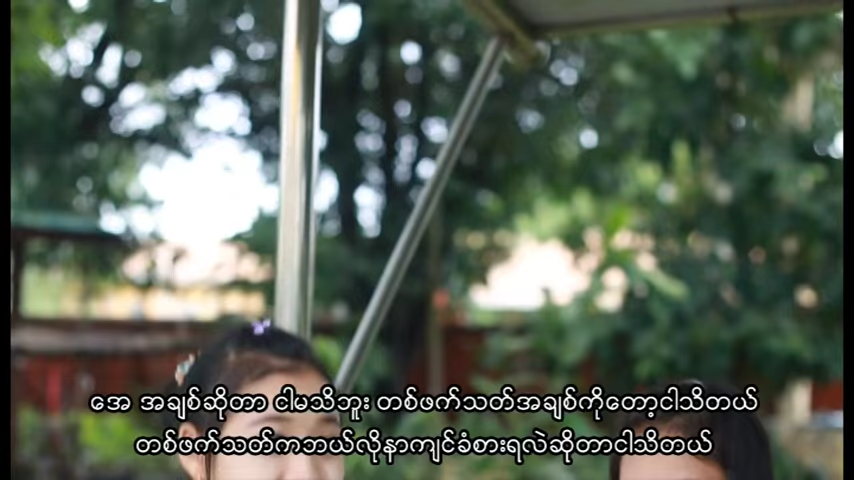 အေ အချစ်ဆိုတာ ငါမသိဘူး တစ်ဖက်သတ်အချစ်ကိုတော့ငါသိတယ်
တစ်ဖက်သတ်ကဘယ်လိုနာကျင်ခံစားရလဲဆိုတာငါသိတယ်